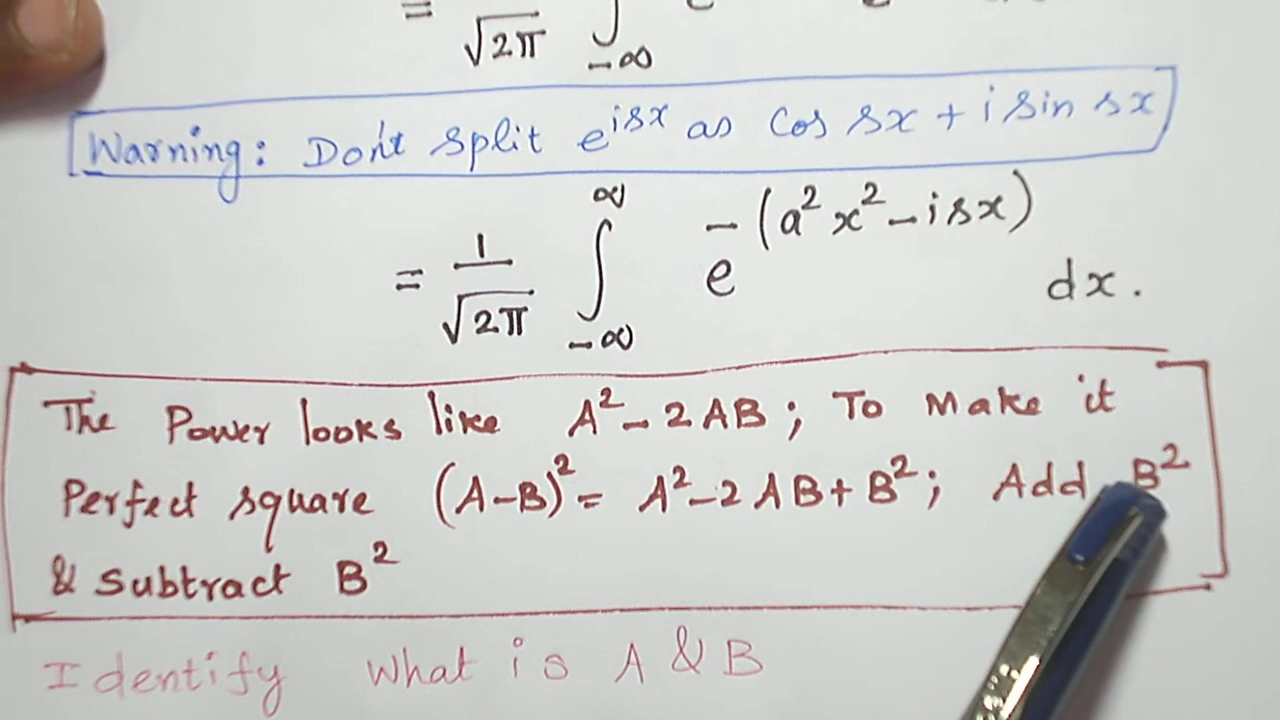 = 1/√2π ∫ -∞
Warning: Don't split e^{isx} as Cos sx + i sin sx
= 1/√2π ∫_{-∞}^{∞} e^{-(a²x² - isx)} dx.
The Power looks like A² - 2AB; To Make it
Perfect square (A-B)² = A² - 2AB + B²; Add B²
& Subtract B²
Identify What is A & B